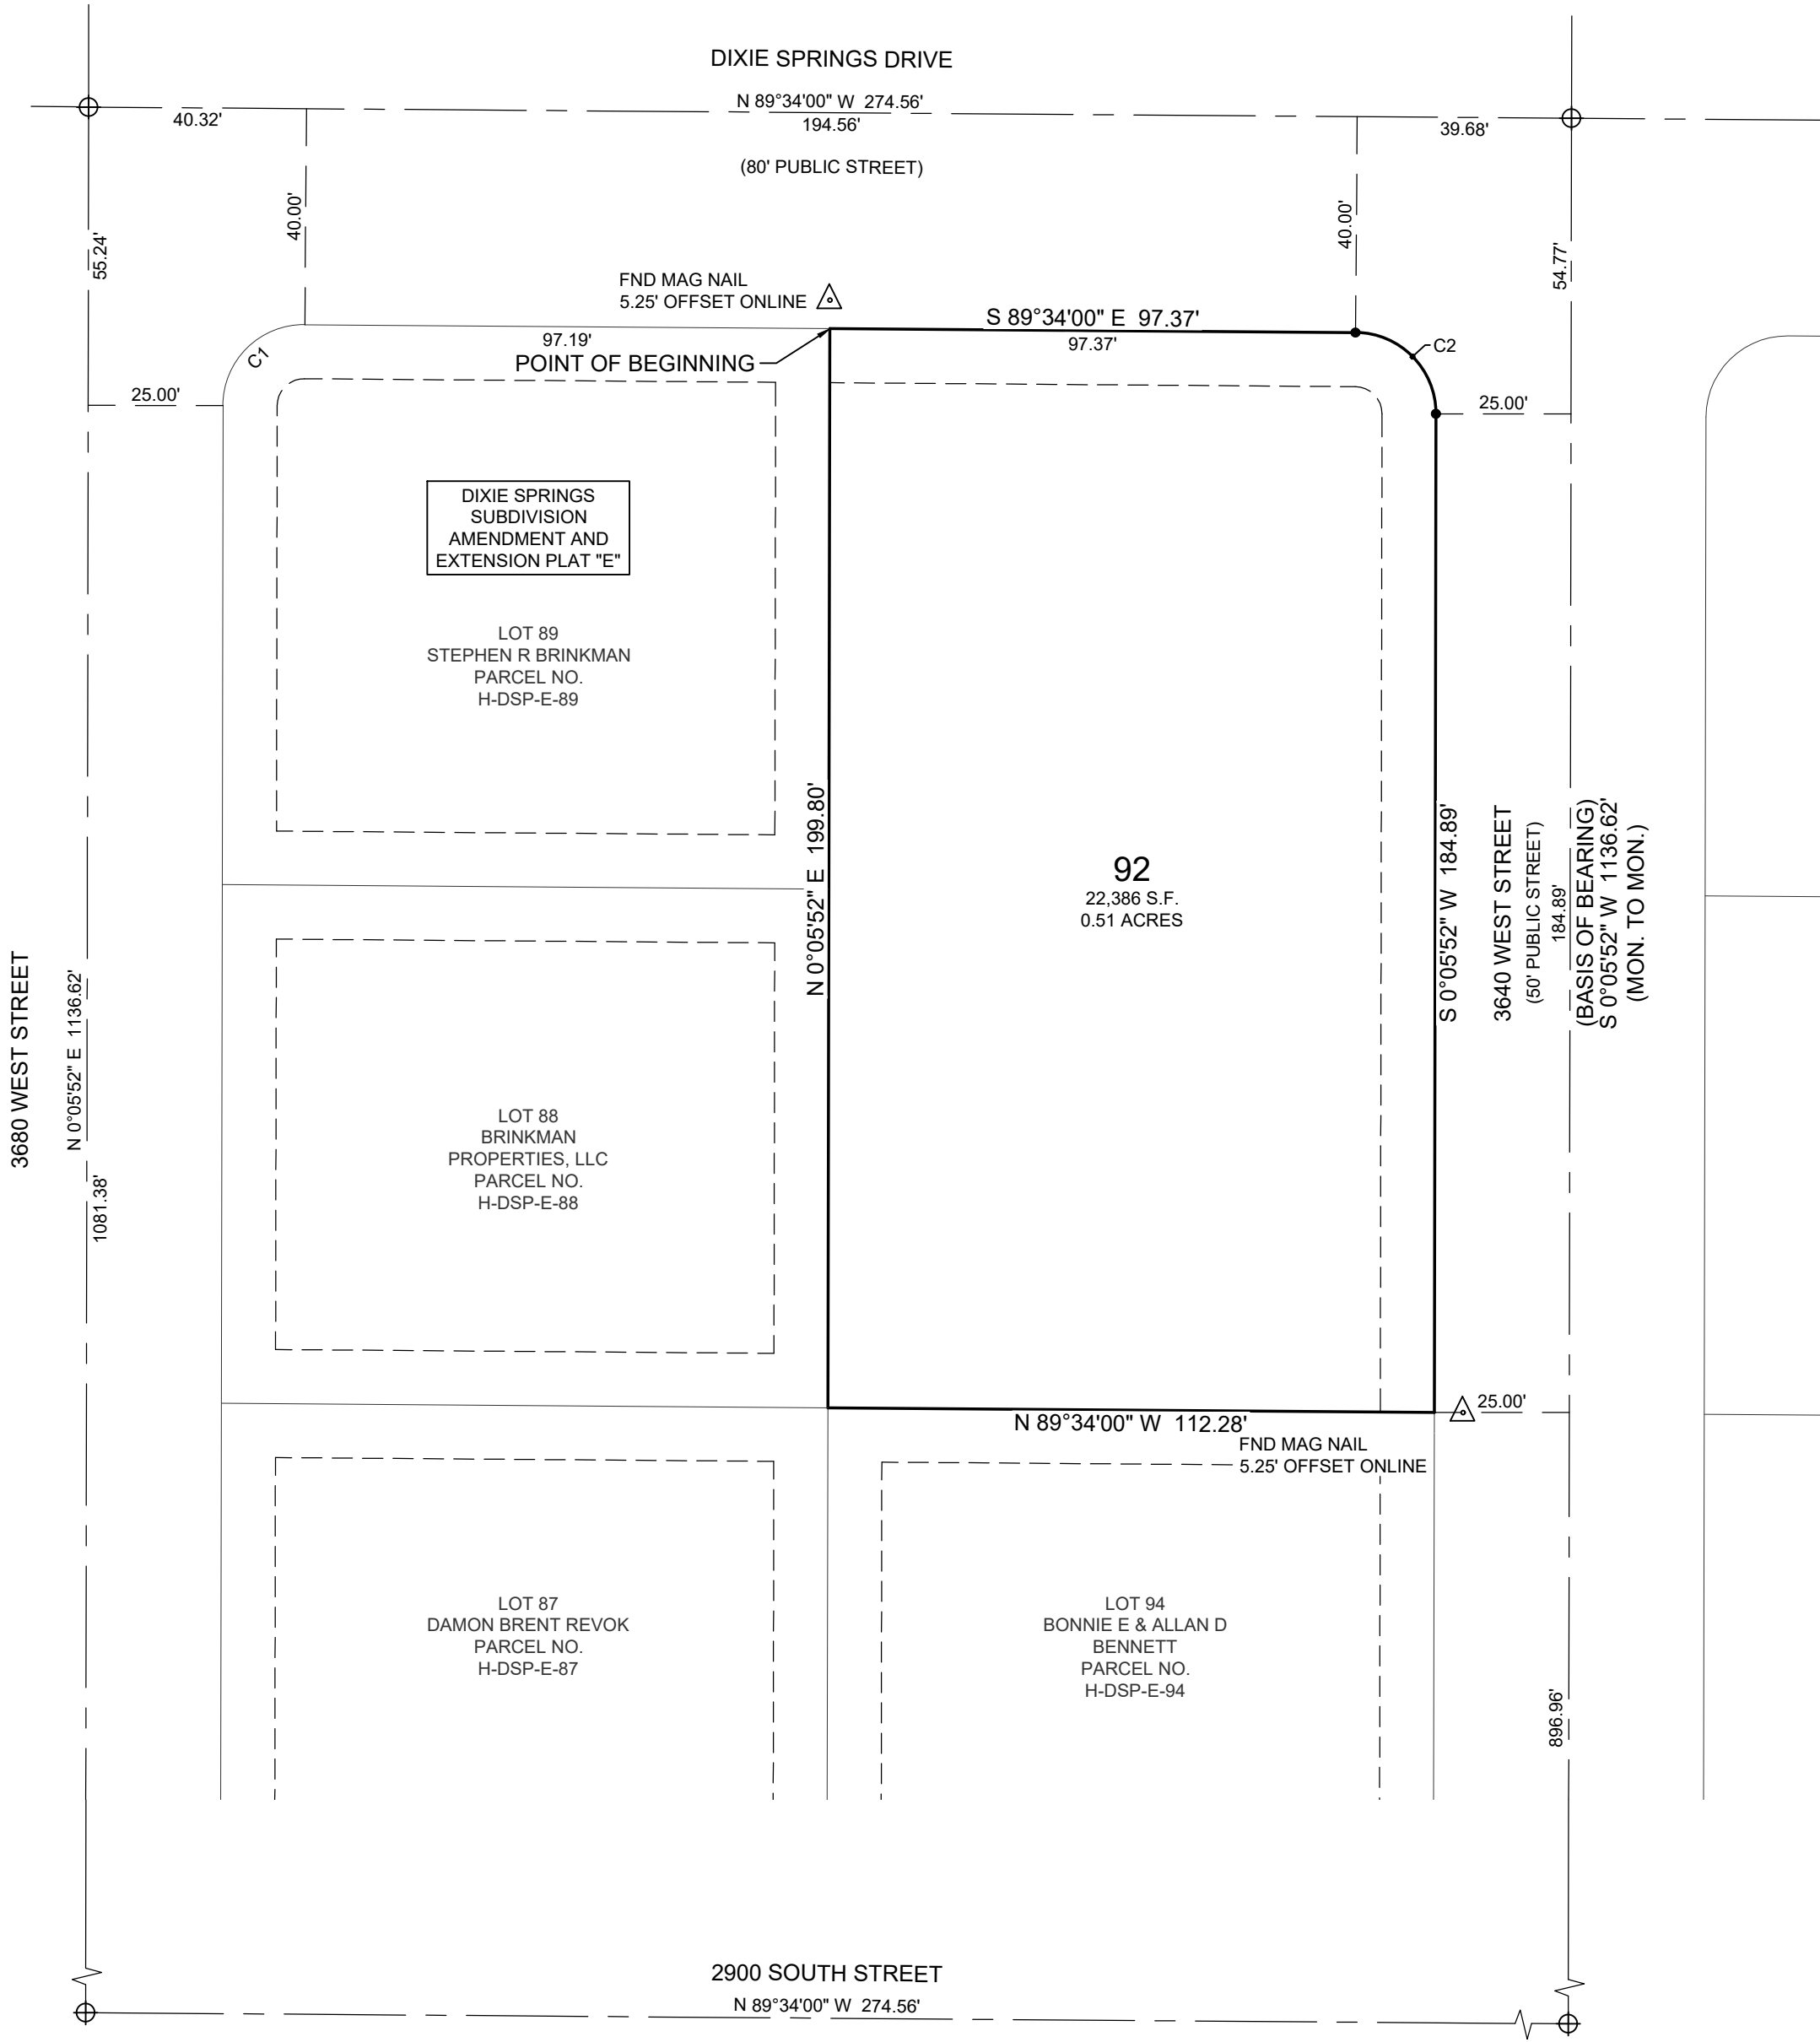 DIXIE SPRINGS DRIVE
N 89°34'00" W 274.56'
40.32'
194.56'
39.68'
(80' PUBLIC STREET)
40.00'
40.00'
55.24'
54.77'
FND MAG NAIL
5.25' OFFSET ONLINE
S 89°34'00" E 97.37'
97.19'
97.37'
C1
C2
POINT OF BEGINNING
25.00'
25.00'
DIXIE SPRINGS
SUBDIVISION
AMENDMENT AND
EXTENSION PLAT "E"
LOT 89
STEPHEN R BRINKMAN
PARCEL NO.
H-DSP-E-89
N 0°05'52" E 199.80'
92
22,386 S.F.
0.51 ACRES
S 0°05'52" W 184.89'
3640 WEST STREET
(50' PUBLIC STREET)
184.89'
(BASIS OF BEARING)
S 0°05'52" W 1136.62'
(MON. TO MON.)
3680 WEST STREET
N 0°05'52" E 1136.62'
1081.38'
LOT 88
BRINKMAN
PROPERTIES, LLC
PARCEL NO.
H-DSP-E-88
25.00'
N 89°34'00" W 112.28'
FND MAG NAIL
5.25' OFFSET ONLINE
LOT 87
DAMON BRENT REVOK
PARCEL NO.
H-DSP-E-87
LOT 94
BONNIE E & ALLAN D
BENNETT
PARCEL NO.
H-DSP-E-94
896.96'
2900 SOUTH STREET
N 89°34'00" W 274.56'